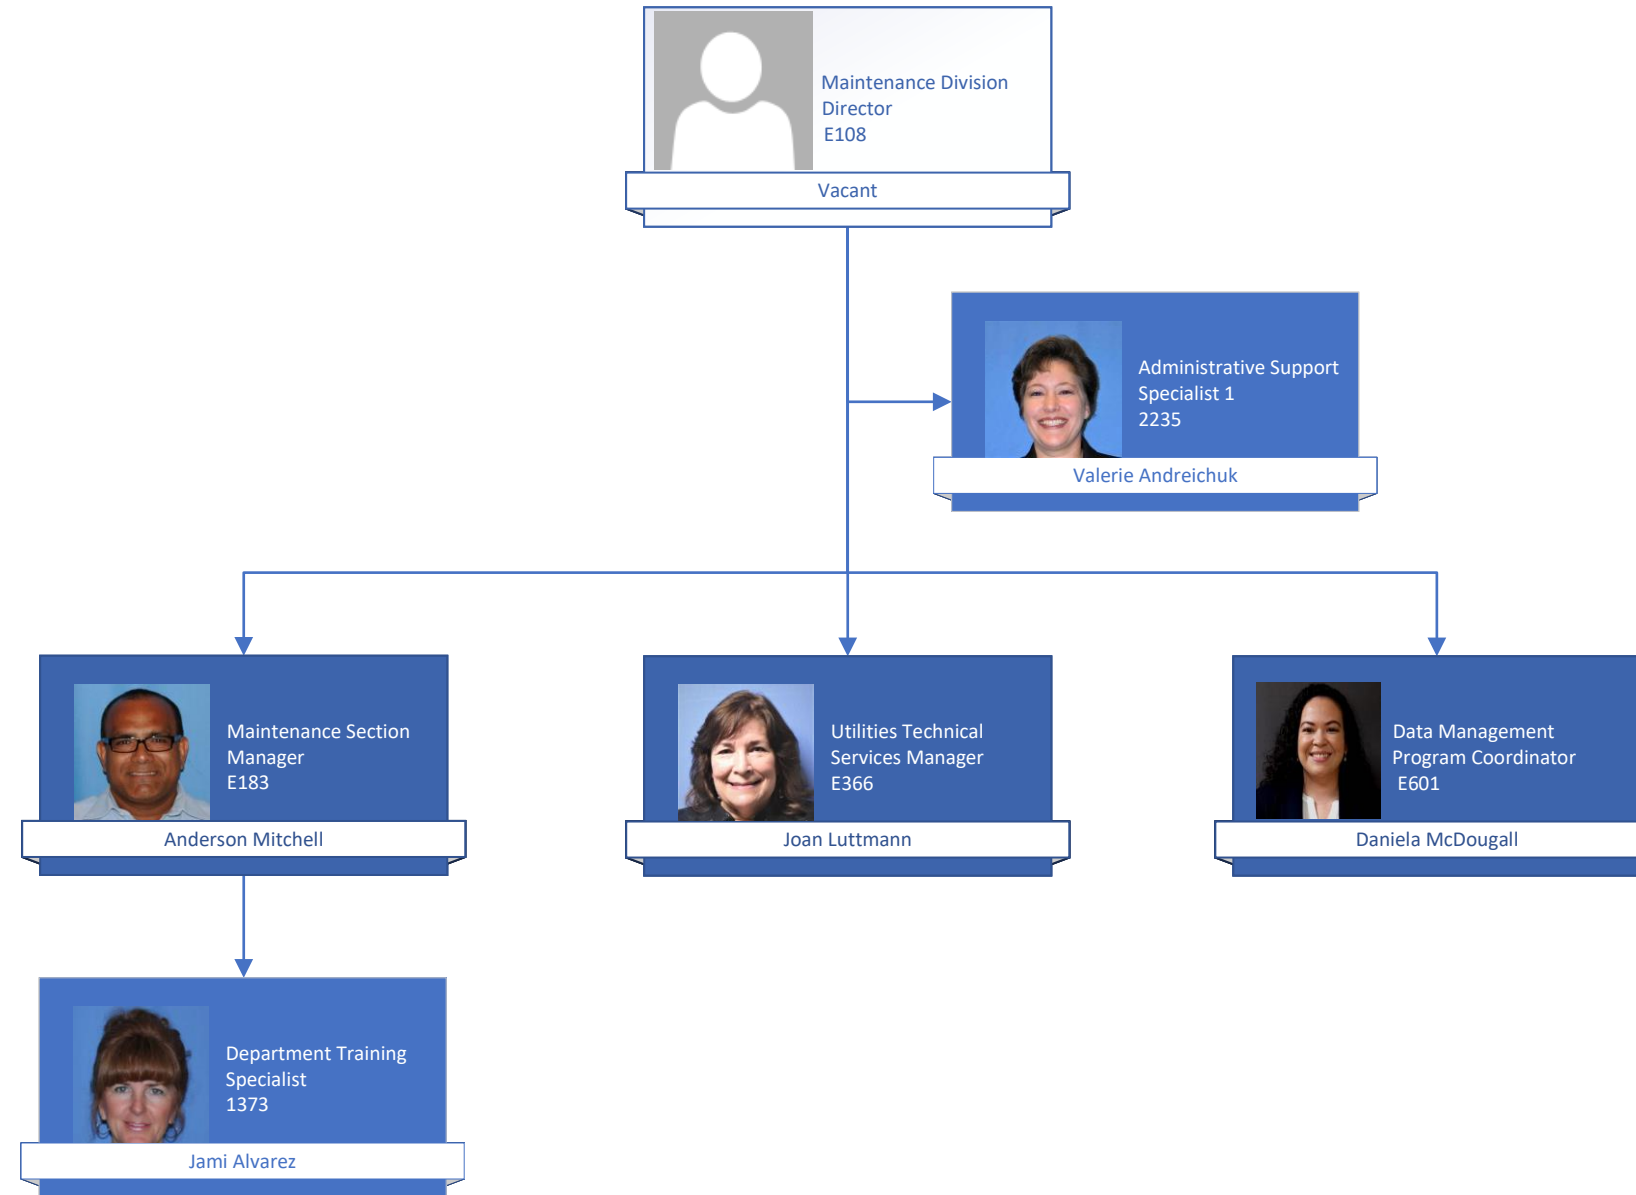 Maintenance Division
Director
E108
Vacant
Administrative Support
Specialist 1
2235
Valerie Andreichuk
Maintenance Section
Manager
E183
Anderson Mitchell
Utilities Technical
Services Manager
E366
Joan Luttmann
Data Management
Program Coordinator
E601
Daniela McDougall
Department Training
Specialist
1373
Jami Alvarez